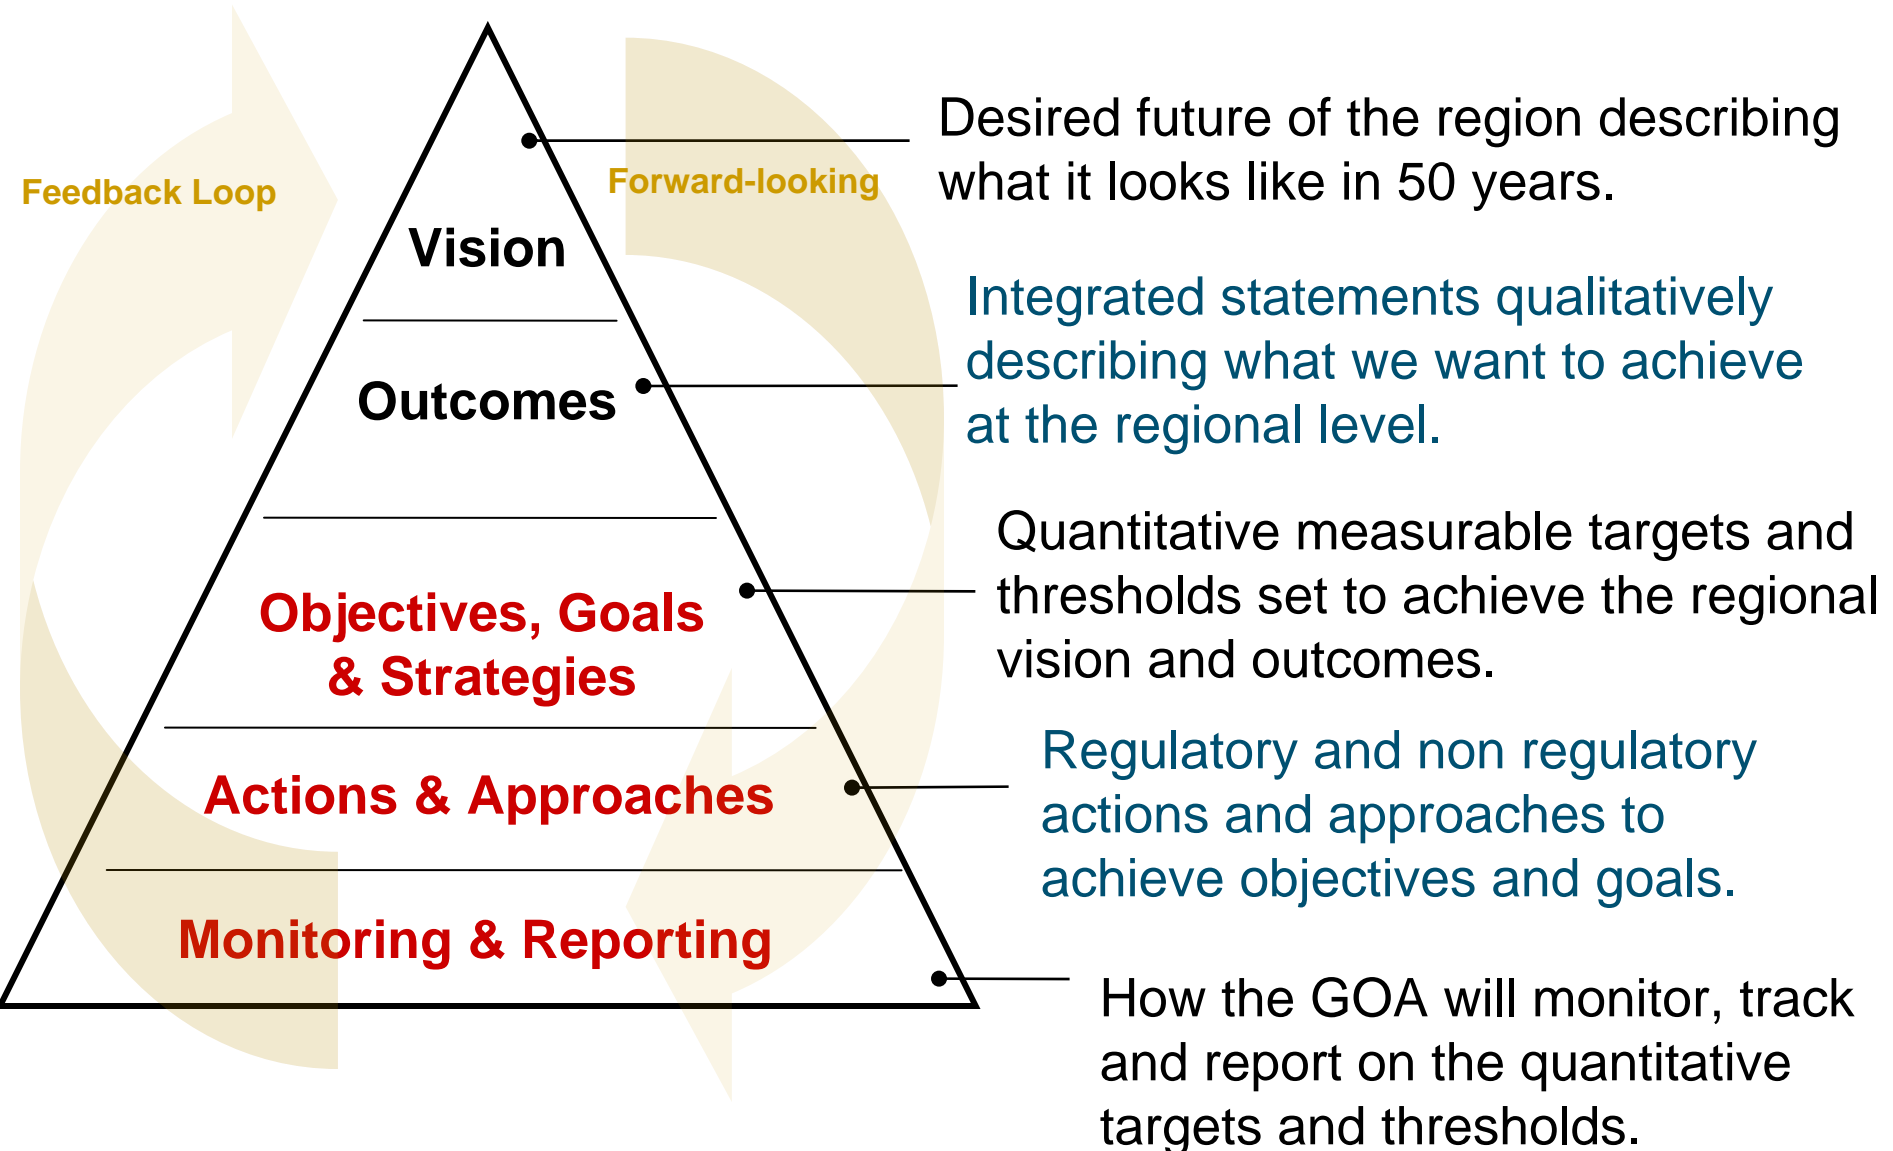 Feedback Loop
Forward-looking
Vision
Outcomes
Objectives, Goals
& Strategies
Actions & Approaches
Monitoring & Reporting
Desired future of the region describing
what it looks like in 50 years.
Integrated statements qualitatively
describing what we want to achieve
at the regional level.
Quantitative measurable targets and
thresholds set to achieve the regional
vision and outcomes.
Regulatory and non regulatory
actions and approaches to
achieve objectives and goals.
How the GOA will monitor, track
and report on the quantitative
targets and thresholds.